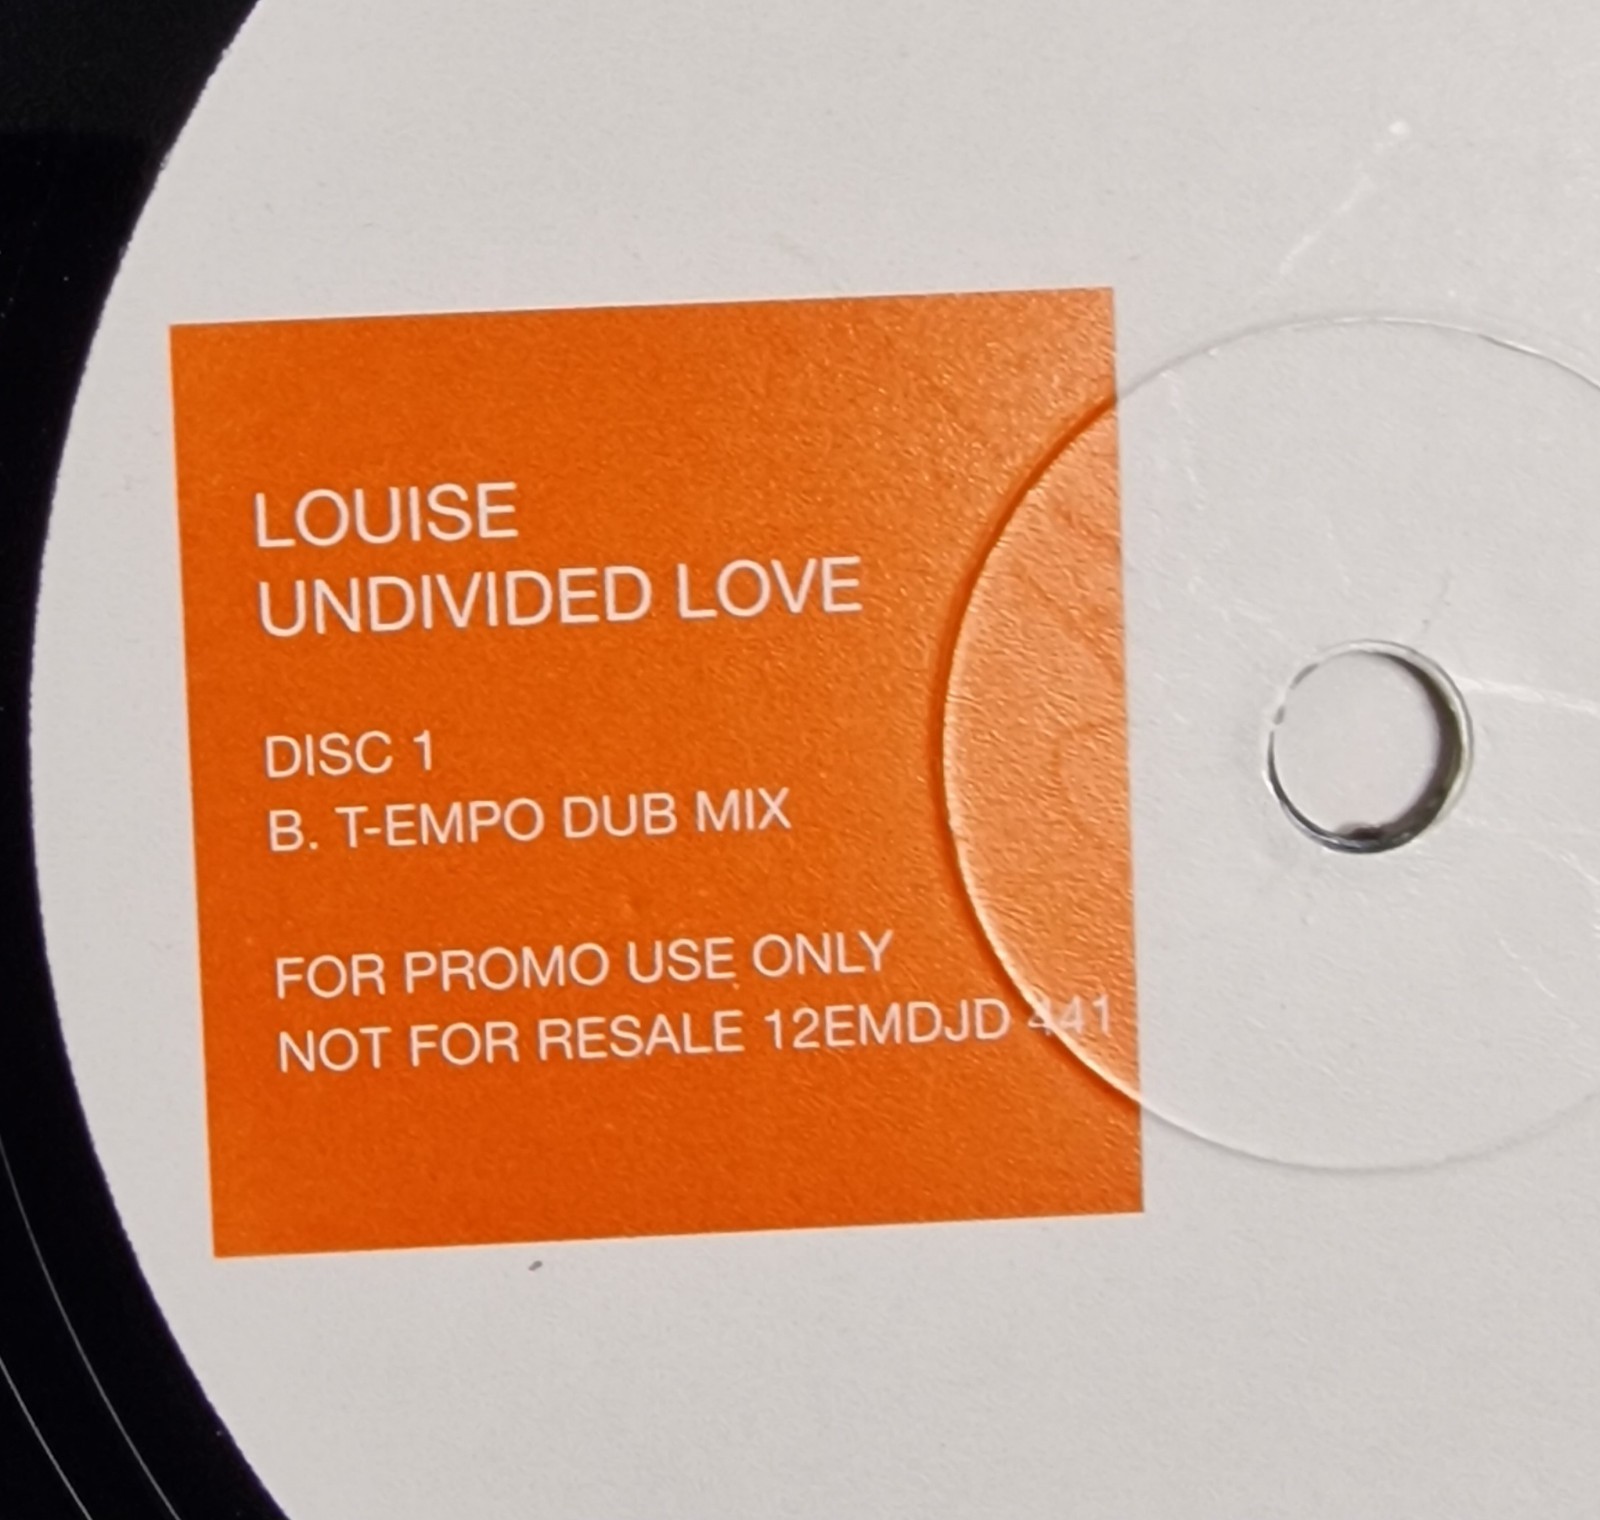 LOUISE
UNDIVIDED LOVE
DISC 1
B. T-EMPO DUB MIX
FOR PROMO USE ONLY
NOT FOR RESALE 12EMDJD 441